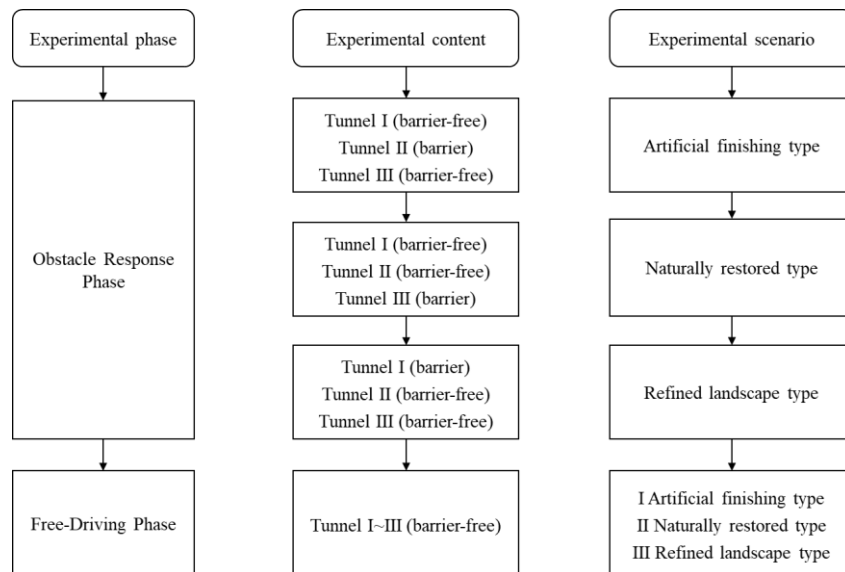 Experimental phase
Experimental content
Experimental scenario
Obstacle Response
Phase
Tunnel I (barrier-free)
Tunnel II (barrier)
Tunnel III (barrier-free)
Artificial finishing type
Tunnel I (barrier-free)
Tunnel II (barrier-free)
Tunnel III (barrier)
Naturally restored type
Tunnel I (barrier)
Tunnel II (barrier-free)
Tunnel III (barrier-free)
Refined landscape type
Free-Driving Phase
Tunnel I~III (barrier-free)
I Artificial finishing type
II Naturally restored type
III Refined landscape type